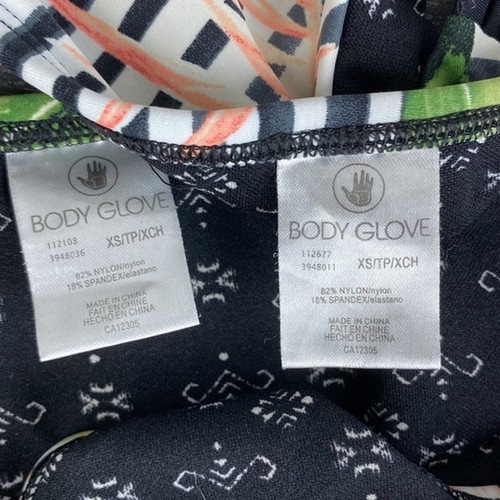 BODY GLOVE
112108
3948036 XS/TP/XCH
82% NYLON/nylon
18% SPANDEX/elastano
MADE IN CHINA
FAIT EN CHINE
HECHO EN CHINA
CA12305
BODY GLOVE
112677
3948011 XS/TP/XCH
82% NYLON/nylon
18% SPANDEX/elastano
MADE IN CHINA
FAIT EN CHINE
HECHO EN CHINA
CA12305